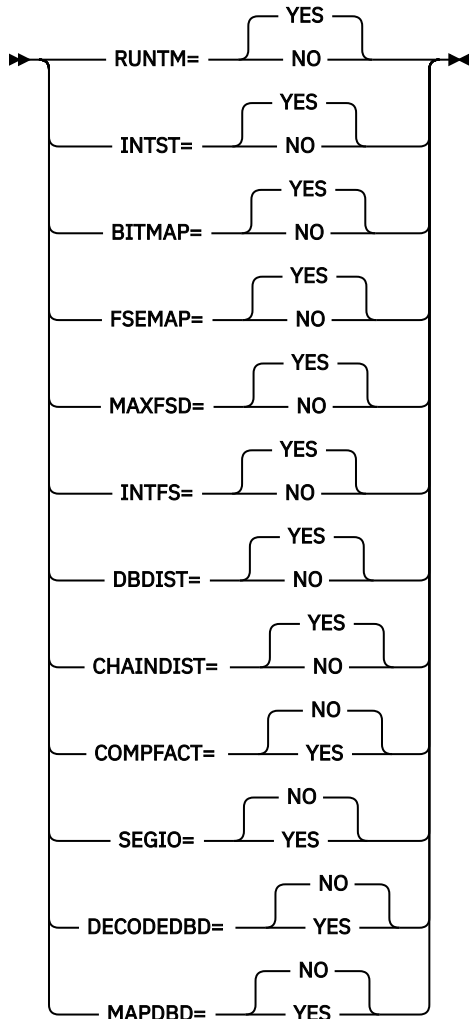 YES
RUNTM= NO
YES
INTST= NO
YES
BITMAP= NO
YES
FSEMAP= NO
YES
MAXFSD= NO
YES
INTFS= NO
YES
DBDIST= NO
YES
CHAINDIST= NO
NO
COMPFACT= YES
NO
SEGIO= YES
NO
DECODEDBD= YES
NO
MAPDBD= YES